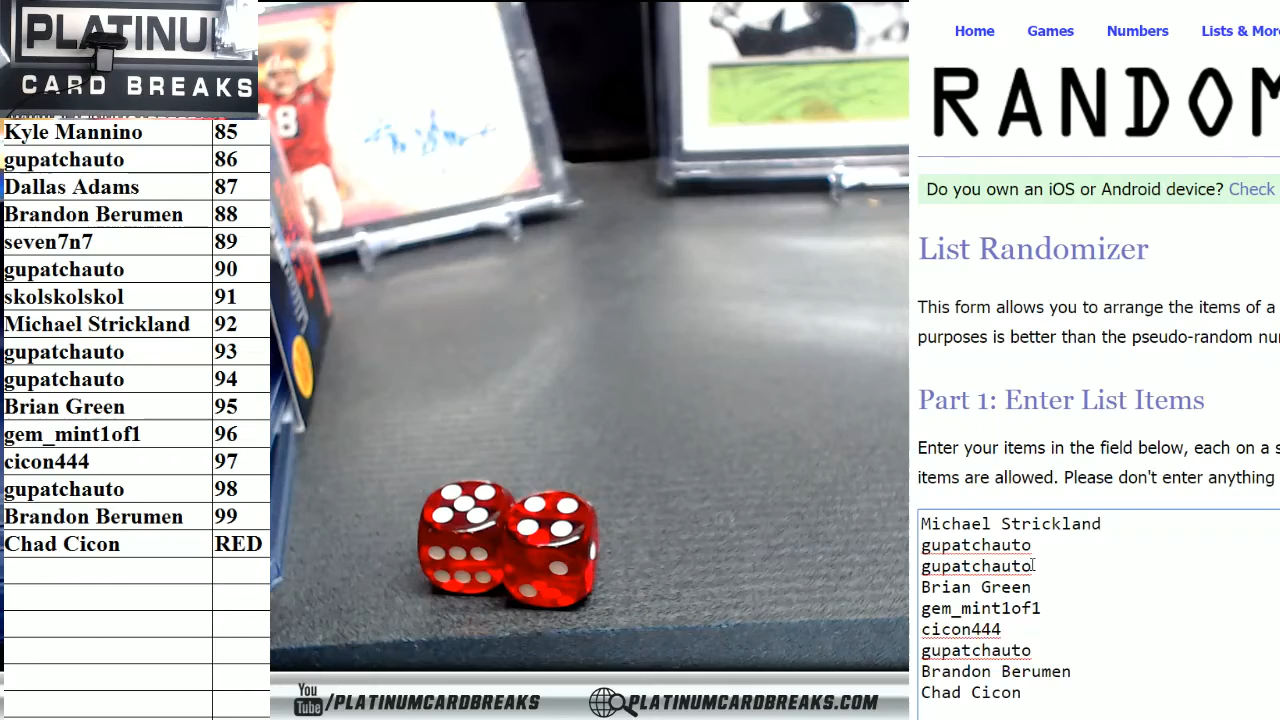 PLATINU
CARD BREAKS
Kyle Mannino 85
gupatchauto 86
Dallas Adams 87
Brandon Berumen 88
seven7n7 89
gupatchauto 90
skolskolskol 91
Michael Strickland 92
gupatchauto 93
gupatchauto 94
Brian Green 95
gem_mint1of1 96
cicon444 97
gupatchauto 98
Brandon Berumen 99
Chad Cicon RED
8
You
Tube /PLATINUMCARDBREAKS
PLATINUMCARDBREAKS.COM
Home Games Numbers Lists & More
RANDOM
Do you own an iOS or Android device? Check
List Randomizer
This form allows you to arrange the items of a
purposes is better than the pseudo-random nu
Part 1: Enter List Items
Enter your items in the field below, each on a s
items are allowed. Please don't enter anything
Michael Strickland
gupatchauto
gupatchauto
Brian Green
gem_mint1of1
cicon444
gupatchauto
Brandon Berumen
Chad Cicon